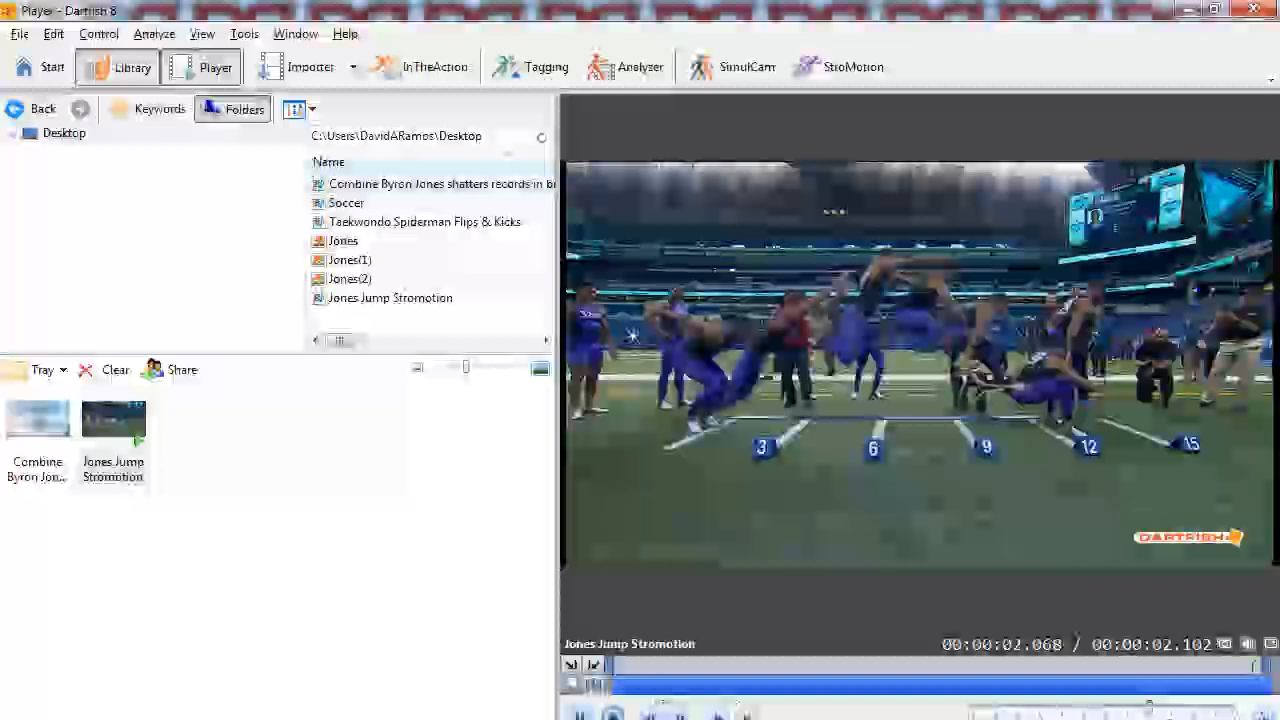 Player - Dartfish 8
File Edit Control Analyze View Tools Window Help
Start Library Player Importer InTheAction Tagging Analyzer SimulCam StroMotion
Back Keywords Folders
Desktop
C:\Users\DavidARamos\Desktop
Name
Combine Byron Jones shatters records in br
Soccer
Taekwondo Spiderman Flips & Kicks
Jones
Jones(1)
Jones(2)
Jones Jump Stromotion
Tray Clear Share
Combine
Byron Jon...
Jones Jump
Stromotion
3 6 9 12 15
DARTFISH
Jones Jump Stromotion 00:00:02.068 / 00:00:02.102